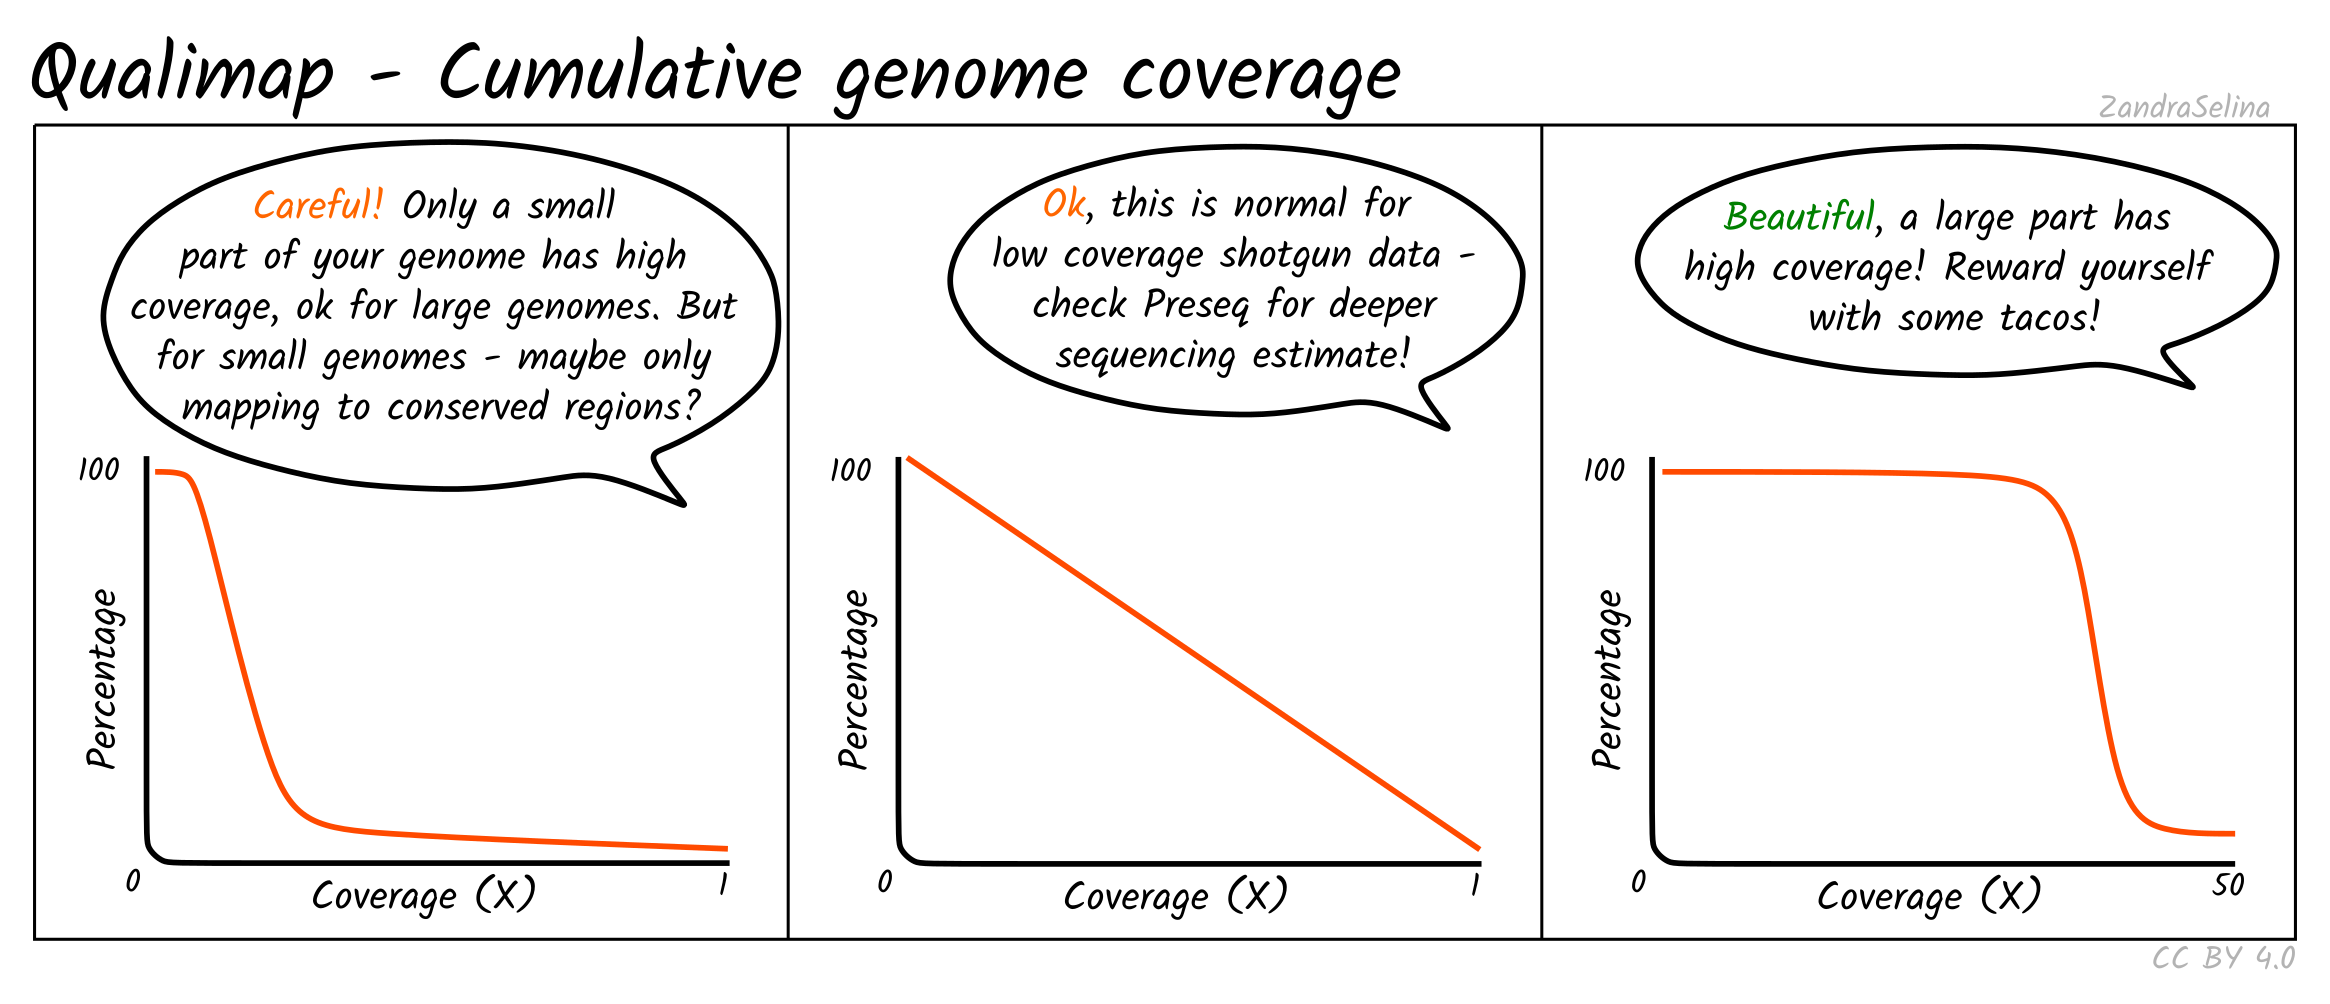 Qualimap - Cumulative genome coverage
ZandraSelina
Careful! Only a small
part of your genome has high
coverage, ok for large genomes. But
for small genomes - maybe only
mapping to conserved regions?
100
Percentage
0
Coverage (X)
1
Ok, this is normal for
low coverage shotgun data -
check Preseq for deeper
sequencing estimate!
100
Percentage
0
Coverage (X)
1
Beautiful, a large part has
high coverage! Reward yourself
with some tacos!
100
Percentage
0
Coverage (X)
50
CC BY 4.0